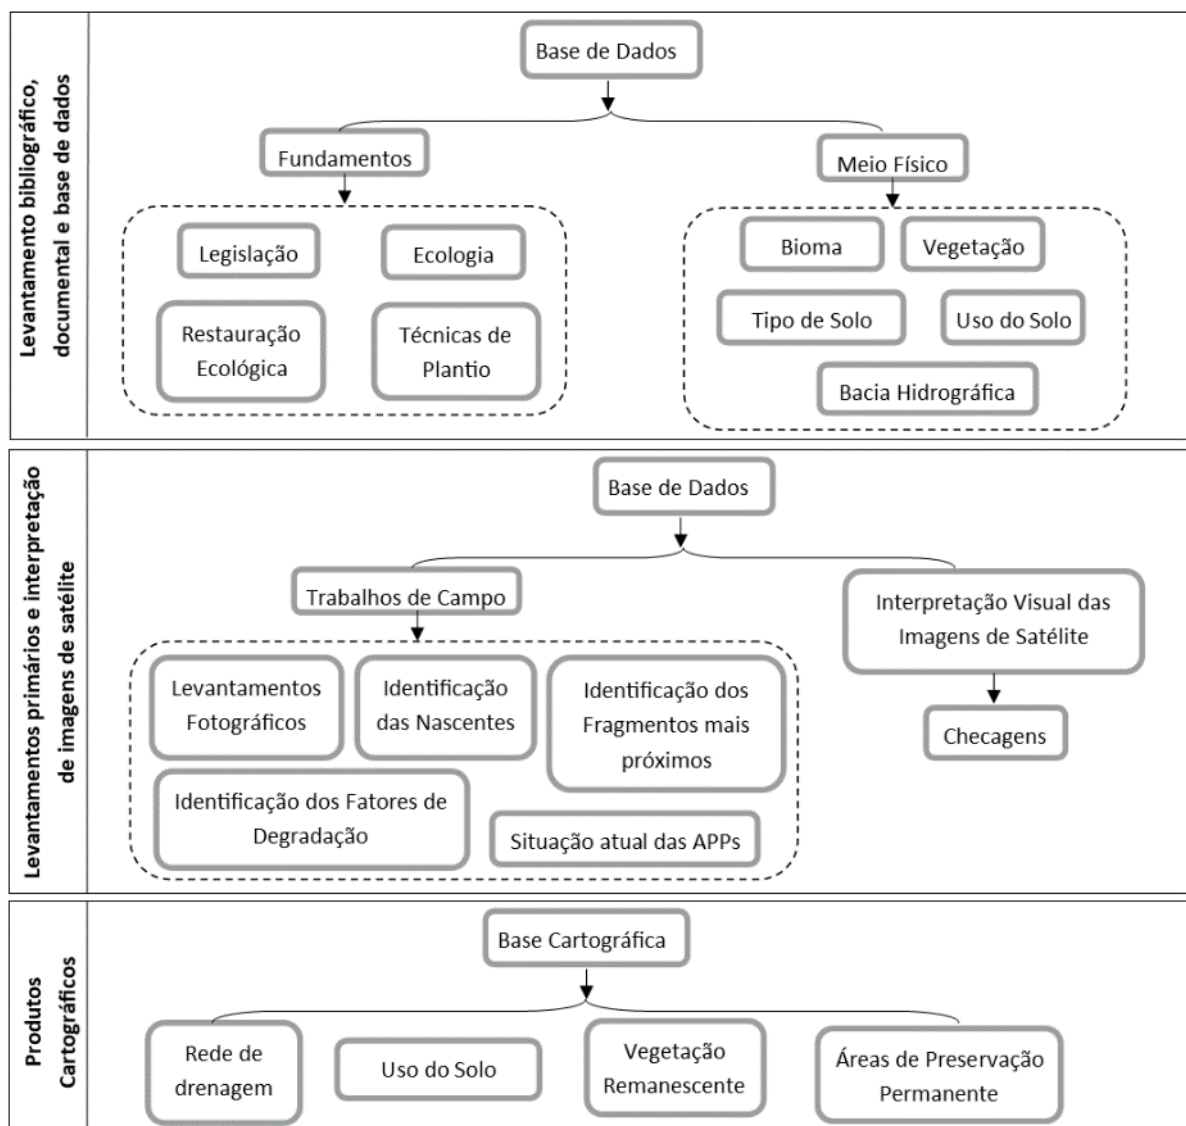 Levantamento bibliográfico,
documental e base de dados
Base de Dados
Fundamentos
Meio Físico
Legislação
Ecologia
Restauração
Ecológica
Técnicas de
Plantio
Bioma
Vegetação
Tipo de Solo
Uso do Solo
Bacia Hidrográfica
Levantamentos primários e interpretação
de imagens de satélite
Base de Dados
Trabalhos de Campo
Interpretação Visual das
Imagens de Satélite
Levantamentos
Fotográficos
Identificação
das Nascentes
Identificação dos
Fragmentos mais
próximos
Checagens
Identificação dos Fatores de
Degradação
Situação atual das APPs
Produtos
Cartográficos
Base Cartográfica
Rede de
drenagem
Uso do Solo
Vegetação
Remanescente
Áreas de Preservação
Permanente